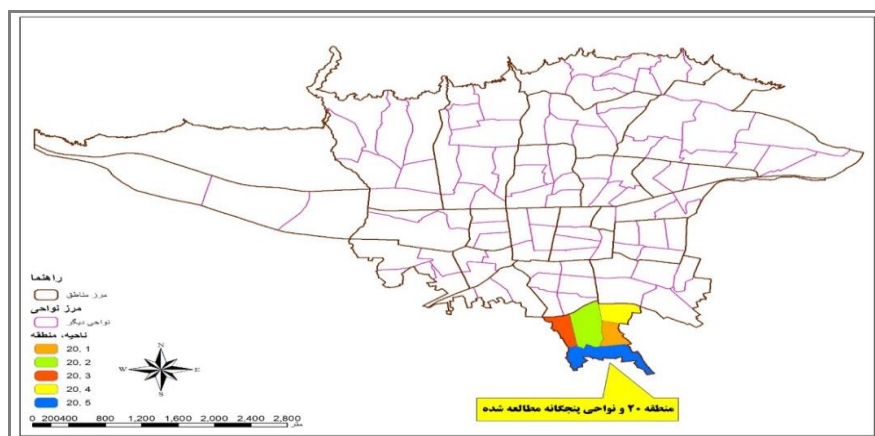 راهنما
مرز مناطق
مرز نواحی
نواحی دیگر
ناحیه، منطقه
20, 1
20, 2
20, 3
20, 4
20, 5
N
W E
S
0 200400 800 1,200 1,600 2,000 2,400 2,800 متر
منطقه ۲۰ و نواحی پنجگانه مطالعه شده